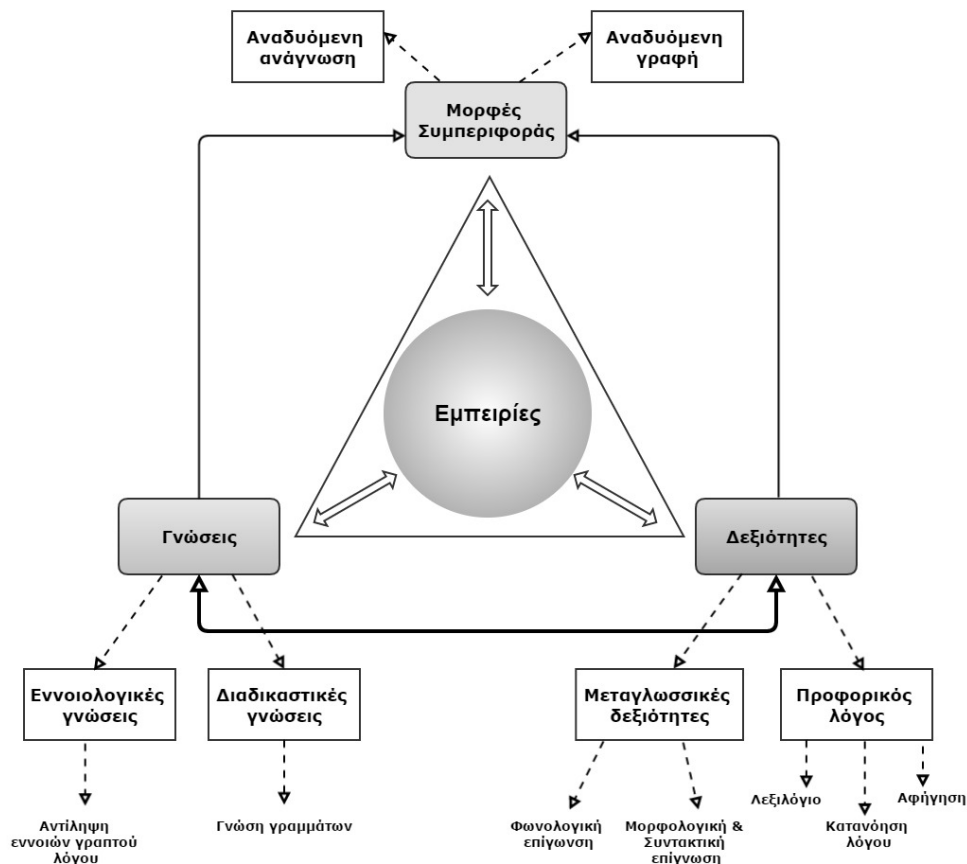 Αναδυόμενη
ανάγνωση
Αναδυόμενη
γραφή
Μορφές
Συμπεριφοράς
Εμπειρίες
Γνώσεις
Δεξιότητες
Εννοιολογικές
γνώσεις
Διαδικαστικές
γνώσεις
Μεταγλωσσικές
δεξιότητες
Προφορικός
λόγος
Αντίληψη
εννοιών γραπτού
λόγου
Γνώση γραμμάτων
Φωνολογική
επίγωνση
Μορφολογική &
Συντακτική
επίγνωση
Λεξιλόγιο
Κατανόηση
λόγου
Αφήγηση